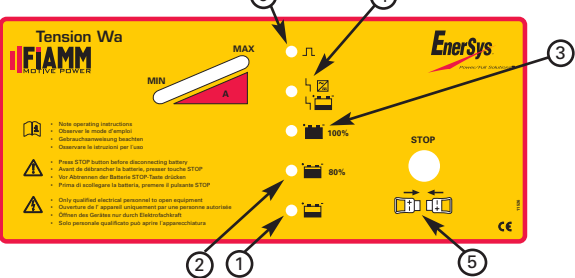 Tension Wa
FIAMM
MOTIVE POWER
MIN
MAX
A
EnerSys
Power/Full Solutions
100%
80%
STOP
3
2
1
5
• Note operating instructions
• Observer le mode d'emploi
• Gebrauchsanweisung beachten
• Osservare le istruzioni per l'uso
• Press STOP button before disconnecting battery
• Avant de débrancher la batterie, presser touche STOP
• Vor Abtrennen der Batterie STOP-Taste drücken
• Prima di scollegare la batteria, premere il pulsante STOP
• Only qualified electrical personnel to open equipment
• Ouverture de l' appareil uniquement par une personne autorisée
• Öffnen des Gerätes nur durch Elektrofachkraft
• Solo personale qualificato può aprire l'apparecchiatura
CE